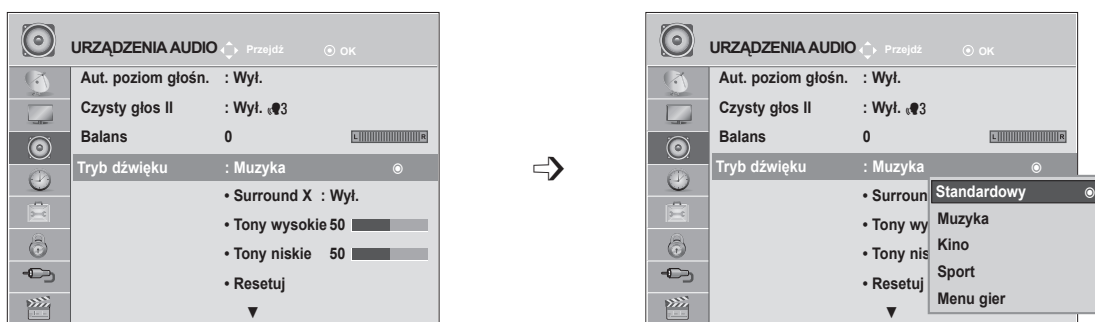 URZĄDZENIA AUDIO Przejdź OK
Aut. poziom głośn. : Wył.
Czysty głos II : Wył. 3
Balans 0 L R
Tryb dźwięku : Muzyka
• Surround X : Wył.
• Tony wysokie 50
• Tony niskie 50
• Resetuj
▼
URZĄDZENIA AUDIO Przejdź OK
Aut. poziom głośn. : Wył.
Czysty głos II : Wył. 3
Balans 0 L R
Tryb dźwięku : Muzyka
• Surroun
• Tony wy
• Tony nis
• Resetuj
▼
Standardowy
Muzyka
Kino
Sport
Menu gier